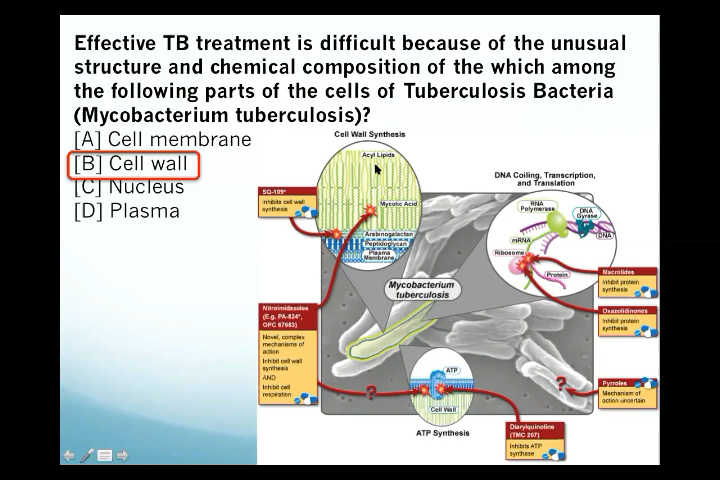 Effective TB treatment is difficult because of the unusual
structure and chemical composition of the which among
the following parts of the cells of Tuberculosis Bacteria
(Mycobacterium tuberculosis)?
[A] Cell membrane
[B] Cell wall
[C] Nucleus
[D] Plasma
Cell Wall Synthesis
Acyl Lipids
Mycolic Acid
Arabinogalactan
Peptidoglycan
Plasma
Membrane
SQ-109*
Inhibits cell wall
synthesis
DNA Coiling, Transcription,
and Translation
RNA
Polymerase
DNA
Gyrase
DNA
mRNA
Ribosome
Protein
Macrolides
Inhibit protein
synthesis
Oxazolidinones
Inhibit protein
synthesis
Mycobacterium
tuberculosis
Nitroimidazoles
(E.g. PA-824*,
OPC 67683)
Novel, complex
mechanisms of
action
Inhibit cell wall
synthesis
AND
Inhibit cell
respiration
?
ATP
Cell Wall
ATP Synthesis
?
Pyrroles
Mechanism of
action uncertain
Diarylquinoline
(TMC 207)
Inhibits ATP
synthase